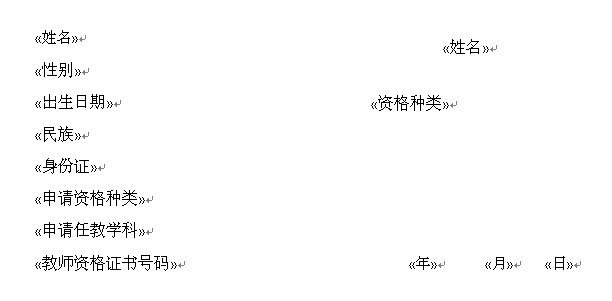 «姓名»
«性别»
«出生日期»
«民族»
«身份证»
«申请资格种类»
«申请任教学科»
«教师资格证书号码»
«姓名»
«资格种类»
«年» «月» «日»